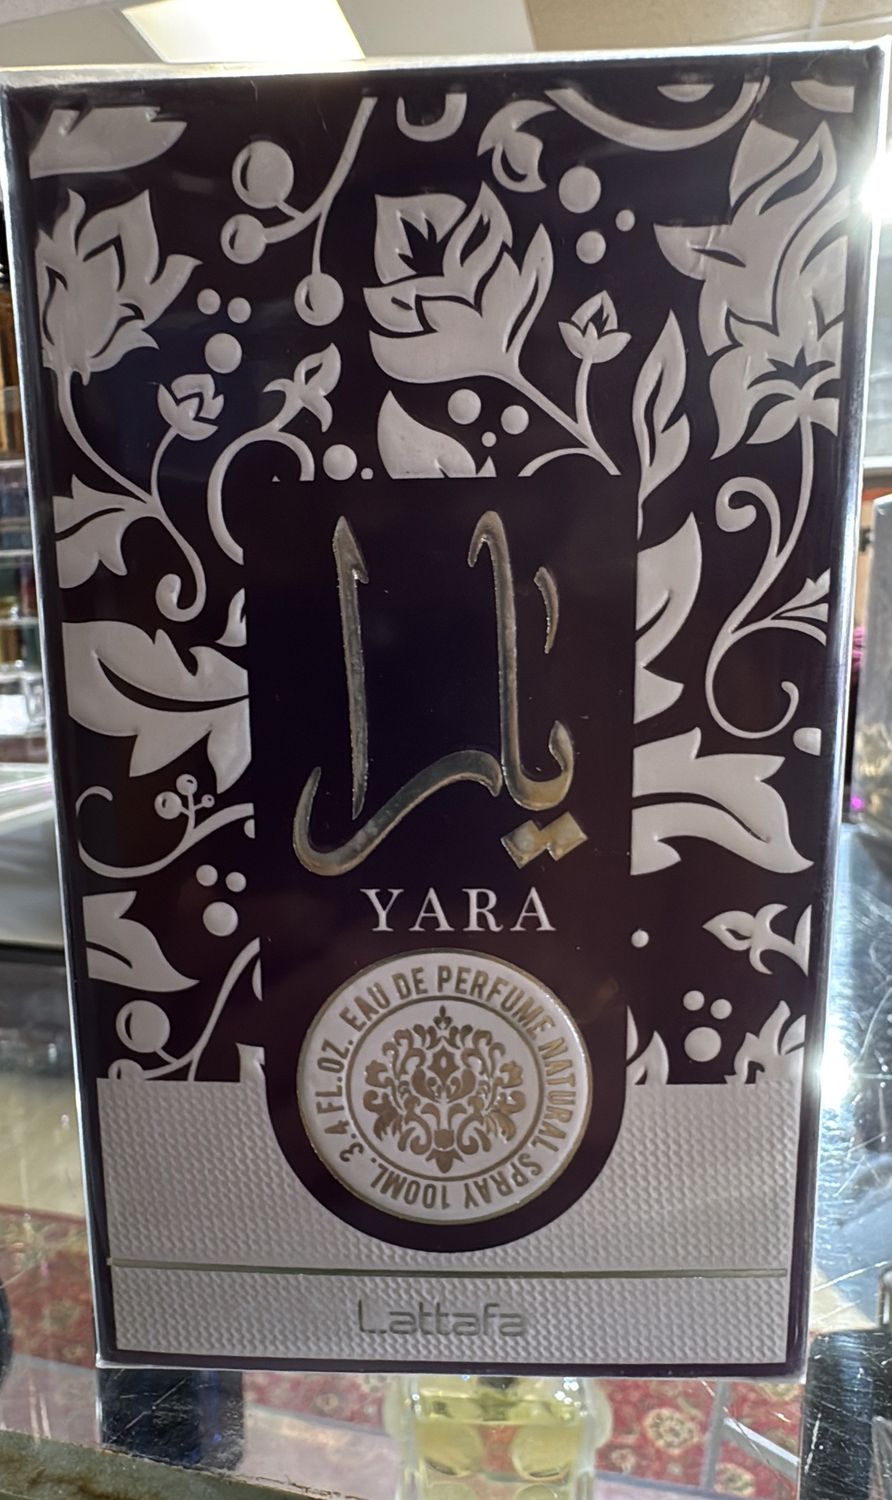 يارا
YARA
3.4 FL.OZ. EAU DE PERFUME NATURAL SPRAY 100ML.
Lattafa